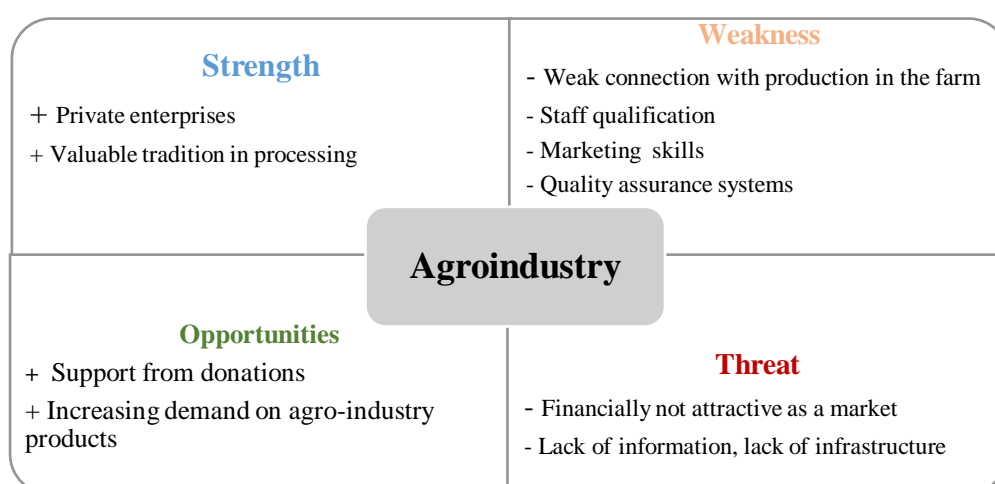 Strength
+ Private enterprises
+ Valuable tradition in processing
Weakness
- Weak connection with production in the farm
- Staff qualification
- Marketing skills
- Quality assurance systems
Agroindustry
Opportunities
+ Support from donations
+ Increasing demand on agro-industry
products
Threat
- Financially not attractive as a market
- Lack of information, lack of infrastructure